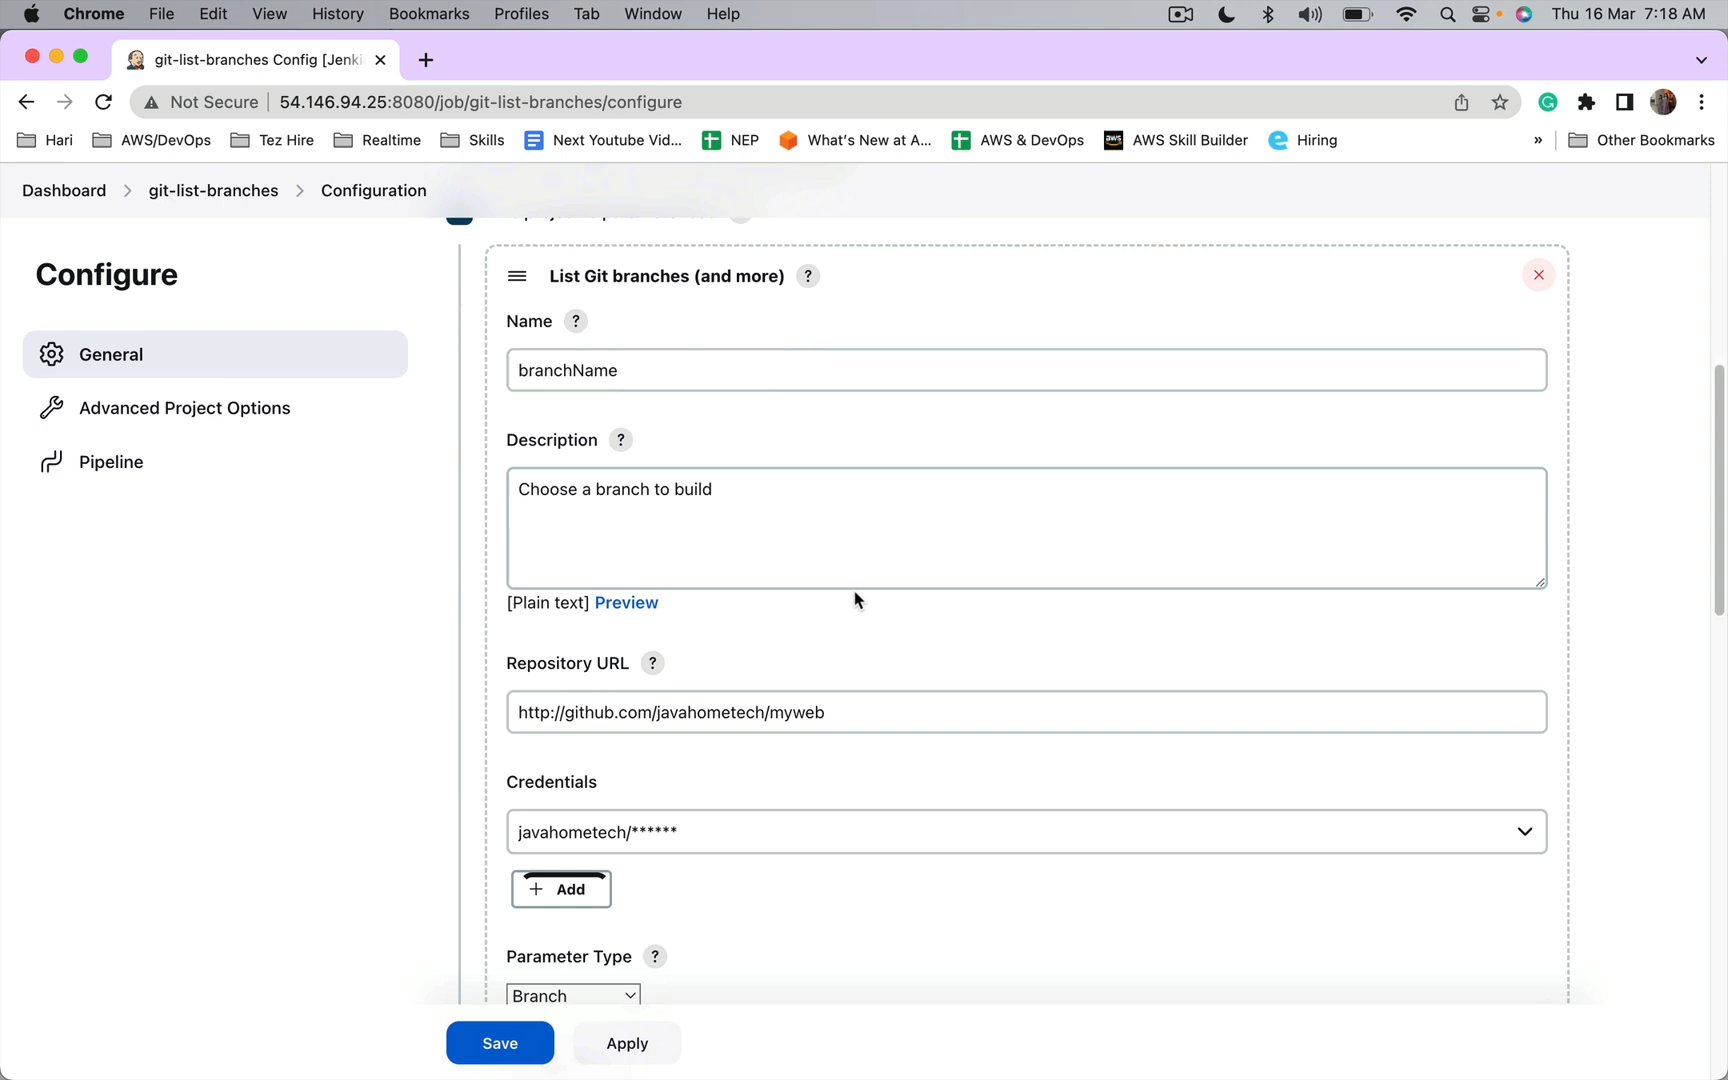 Chrome File Edit View History Bookmarks Profiles Tab Window Help Thu 16 Mar 7:18 AM
git-list-branches Config [Jenki
Not Secure 54.146.94.25:8080/job/git-list-branches/configure
Hari AWS/DevOps Tez Hire Realtime Skills Next Youtube Vid... NEP What's New at A... AWS & DevOps aws AWS Skill Builder Hiring » Other Bookmarks
Dashboard > git-list-branches > Configuration
Configure
General
Advanced Project Options
Pipeline
List Git branches (and more) ?
Name ?
branchName
Description ?
Choose a branch to build
[Plain text] Preview
Repository URL ?
http://github.com/javahometech/myweb
Credentials
javahometech/******
+ Add
Parameter Type ?
Branch
Save Apply